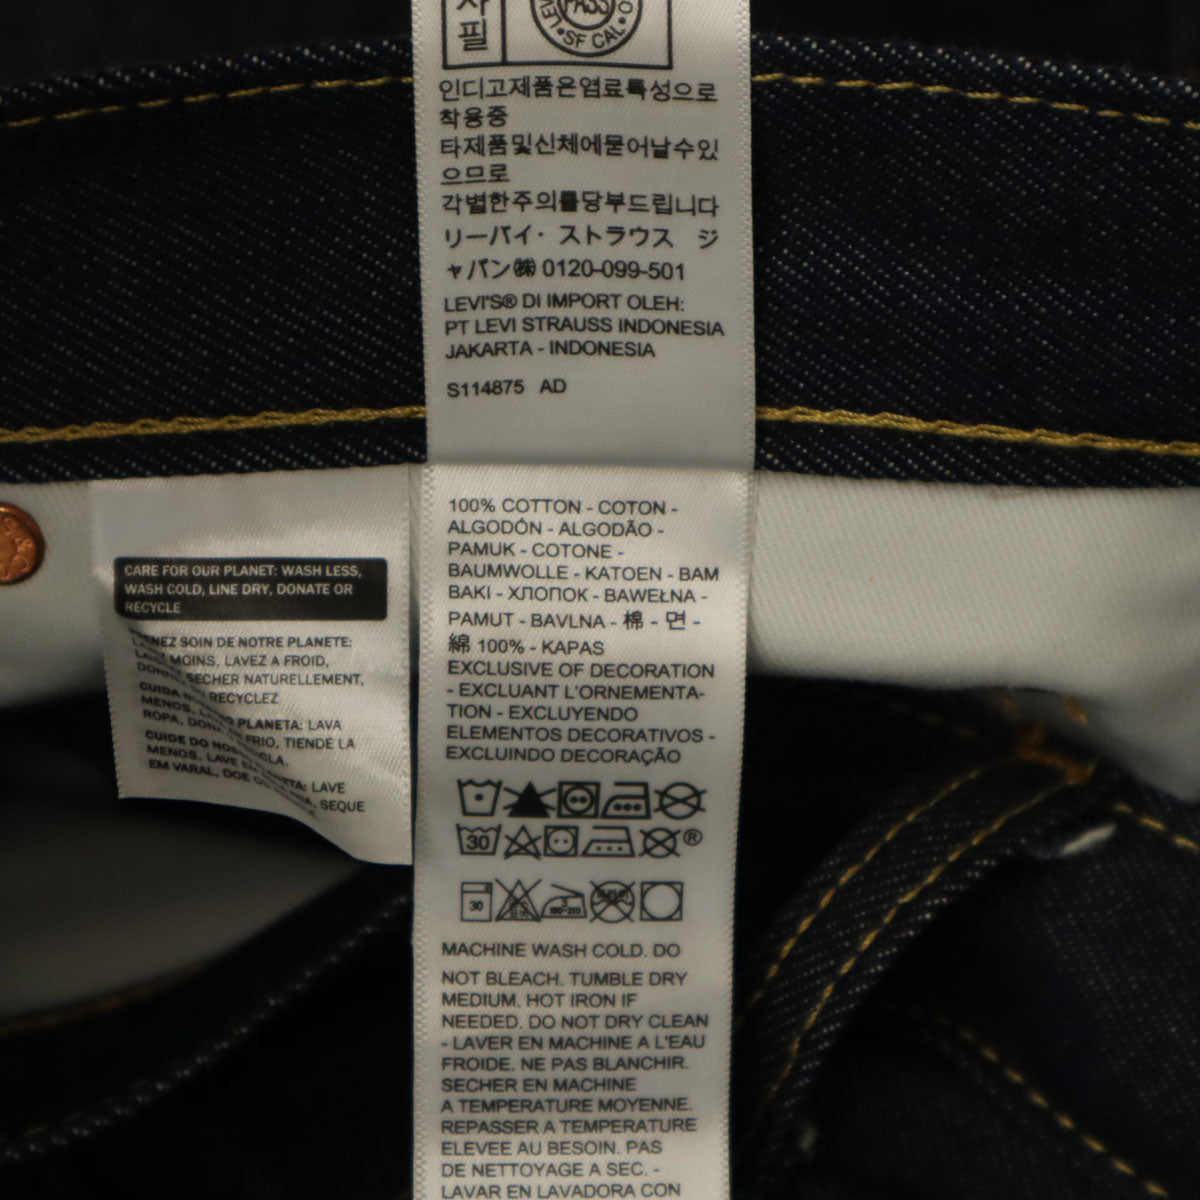 필
PASS
SF CAL
인디고제품은염료특성으로
착용중
타제품및신체에묻어날수있
으므로
각별한주의를당부드립니다
リーバイ・ストラウス ジ
ャパン㈱ 0120-099-501
LEVI'S® DI IMPORT OLEH:
PT LEVI STRAUSS INDONESIA
JAKARTA - INDONESIA
S114875 AD
CARE FOR OUR PLANET: WASH LESS,
WASH COLD, LINE DRY, DONATE OR
RECYCLE
SOIN DE NOTRE PLANETE:
MOINS, LAVEZ A FROID,
SECHER NATURELLEMENT,
RECYCLEZ
CUIDA PLANETA: LAVA
MENOS, FRIO, TIENDE LA
ROPA,
CUIDE DO LAVE
MENOS, LAVE SEQUE
EM VARAL, DOE
100% COTTON - COTON -
ALGODÓN - ALGODÃO -
PAMUK - COTONE -
BAUMWOLLE - KATOEN - BAM
BAKI - ХЛОПОК - BAWEŁNA -
PAMUT - BAVLNA - 棉 - 면 -
綿 100% - KAPAS
EXCLUSIVE OF DECORATION
- EXCLUANT L'ORNEMENTA-
TION - EXCLUYENDO
ELEMENTOS DECORATIVOS -
EXCLUINDO DECORAÇÃO
30 ®
30
MACHINE WASH COLD. DO
NOT BLEACH. TUMBLE DRY
MEDIUM. HOT IRON IF
NEEDED. DO NOT DRY CLEAN
- LAVER EN MACHINE A L'EAU
FROIDE. NE PAS BLANCHIR.
SECHER EN MACHINE
A TEMPERATURE MOYENNE.
REPASSER A TEMPERATURE
ELEVEE AU BESOIN. PAS
DE NETTOYAGE A SEC. -
LAVAR EN LAVADORA CON